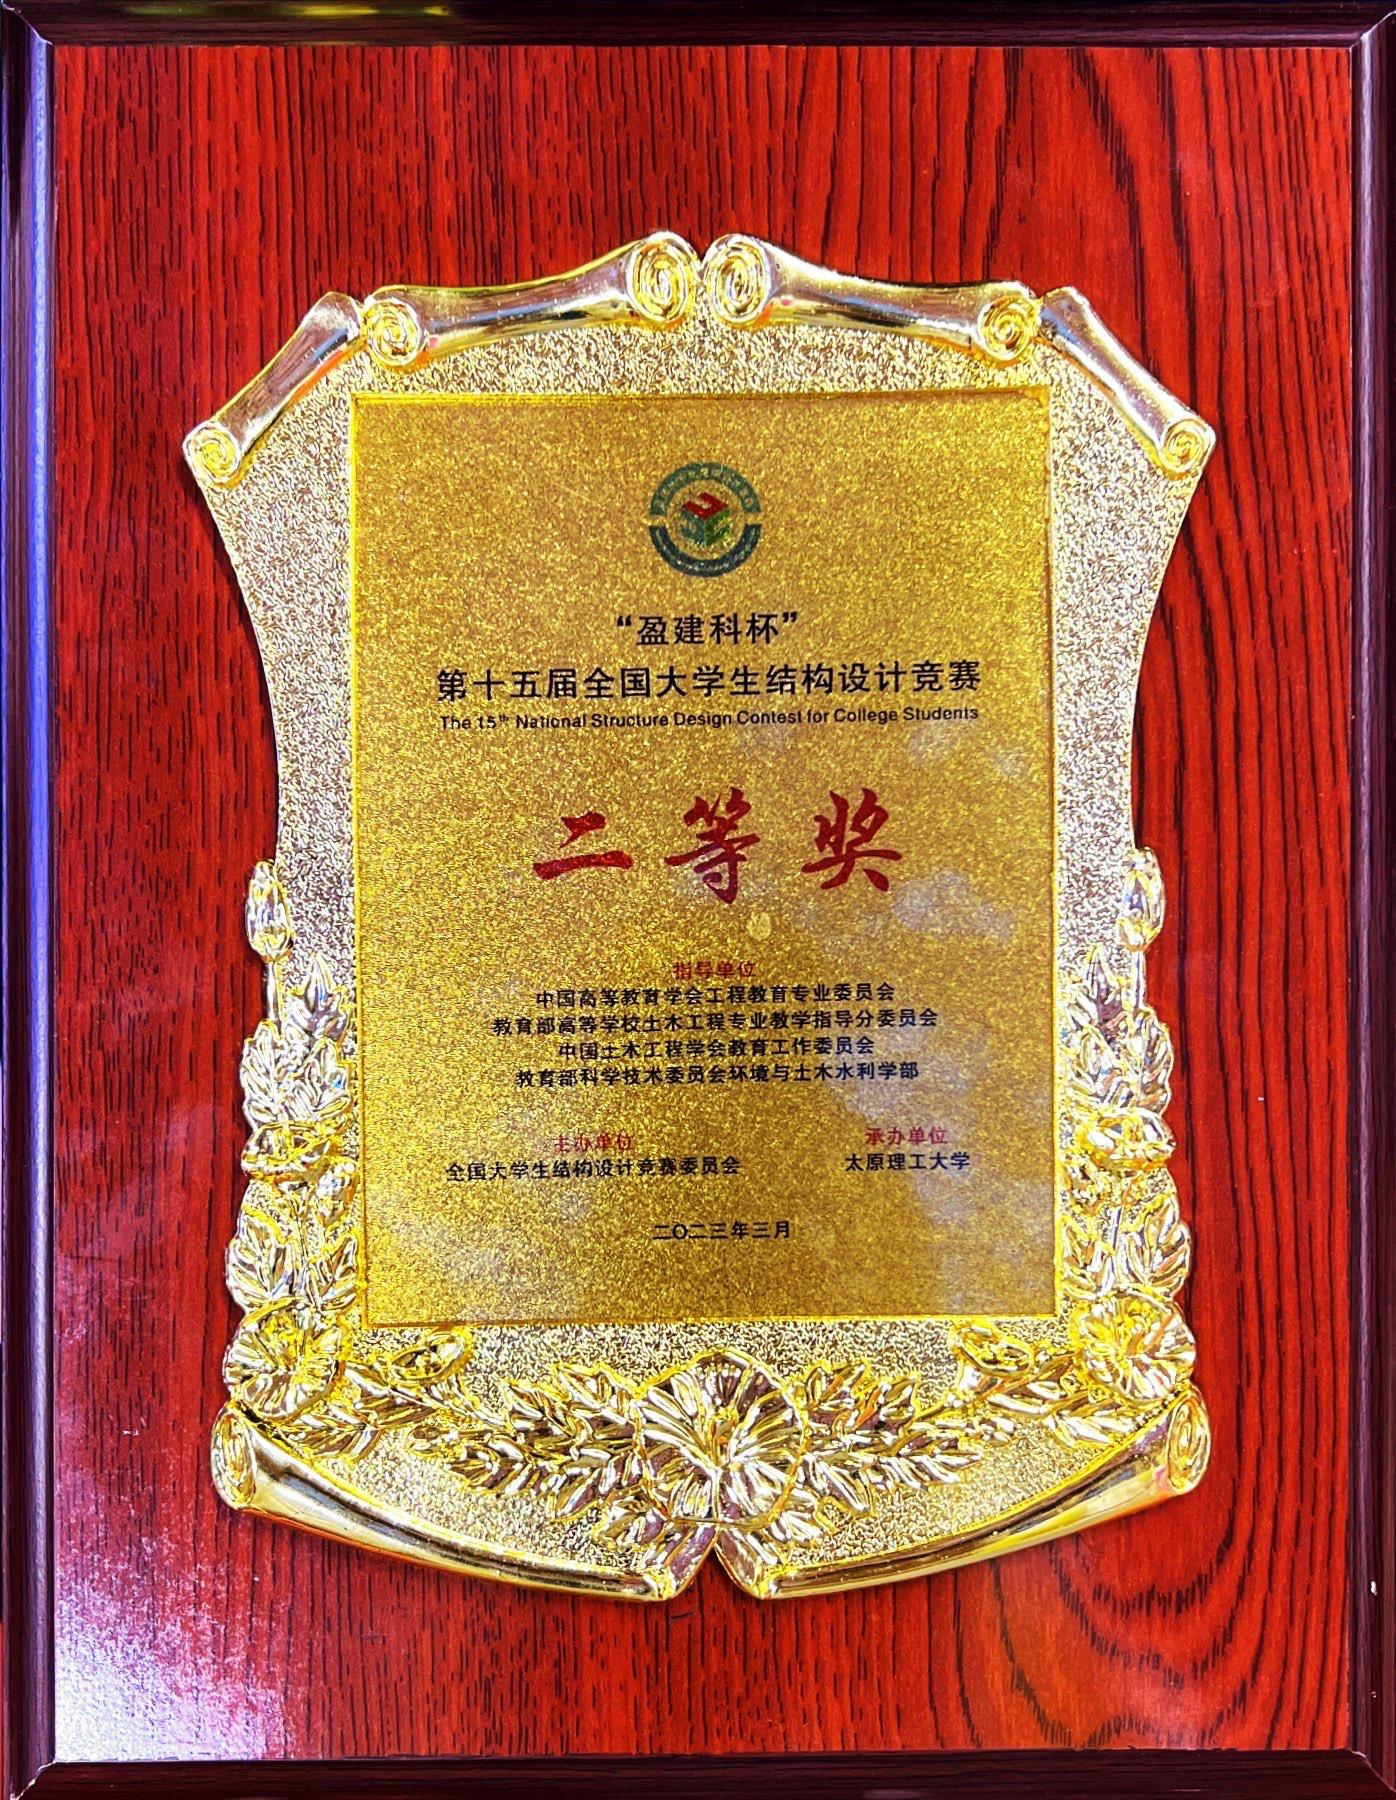 “盈建科杯”
第十五届全国大学生结构设计竞赛
The 15th National Structure Design Contest for College Students
二等奖
指导单位
中国高等教育学会工程教育专业委员会
教育部高等学校土木工程专业教学指导分委员会
中国土木工程学会教育工作委员会
教育部科学技术委员会环境与土木水利学部
主办单位
全国大学生结构设计竞赛委员会
承办单位
太原理工大学
二〇二三年三月